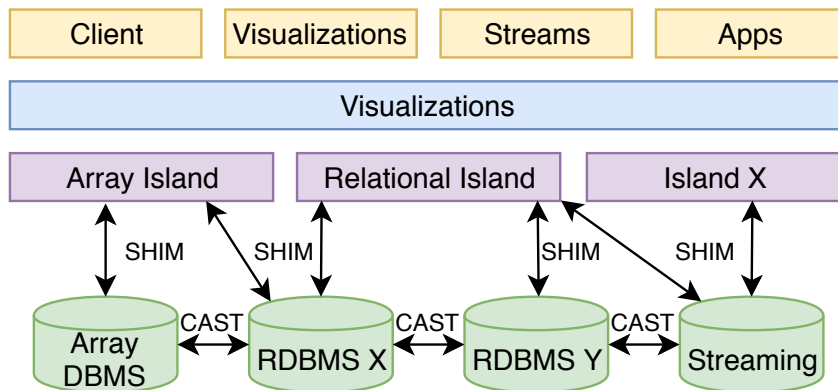 Client
Visualizations
Streams
Apps
Visualizations
Array Island
Relational Island
Island X
SHIM
SHIM
SHIM
SHIM
CAST
CAST
CAST
Array
DBMS
RDBMS X
RDBMS Y
Streaming